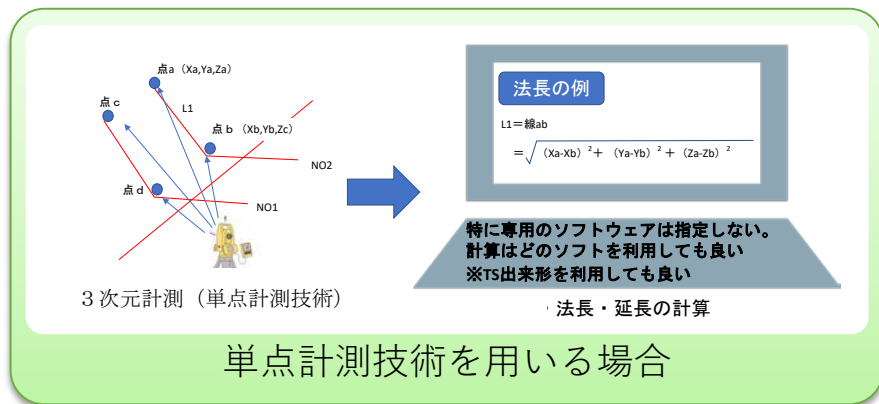 点a（Xa,Ya,Za）
点ｃ
L1
点ｂ（Xb,Yb,Zc）
NO2
点ｄ
NO1
３次元計測（単点計測技術）
法長の例
L1＝線ab
＝√（Xa-Xb）²＋（Ya-Yb）²＋（Za-Zb）²
特に専用のソフトウェアは指定しない。
計算はどのソフトを利用しても良い
※TS出来形を利用しても良い
法長・延長の計算
単点計測技術を用いる場合